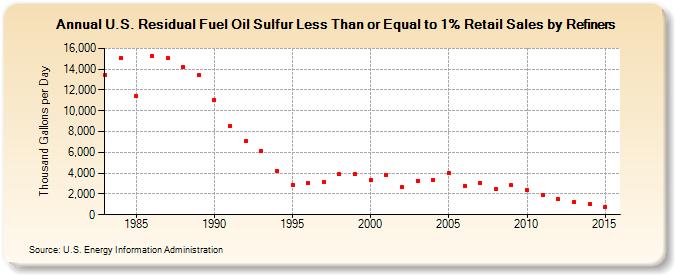 Annual U.S. Residual Fuel Oil Sulfur Less Than or Equal to 1% Retail Sales by Refiners
Thousand Gallons per Day
16,000
14,000
12,000
10,000
8,000
6,000
4,000
2,000
0
1985 1990 1995 2000 2005 2010 2015
Source: U.S. Energy Information Administration